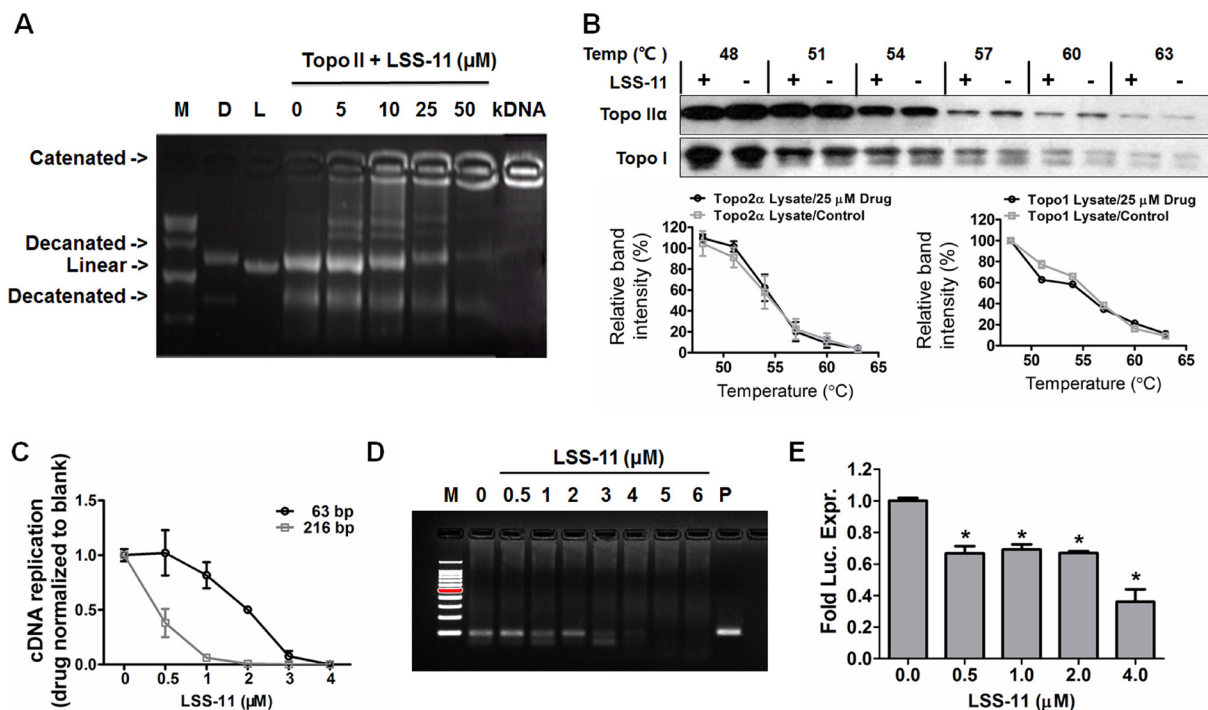 A
Topo II + LSS-11 (µM)
M D L 0 5 10 25 50 kDNA
Catenated ->
Decanated ->
Linear ->
Decatenated ->
B
Temp (℃ ) 48 51 54 57 60 63
LSS-11 + - + - + - + - + - + -
Topo IIα
Topo I
Topo2α Lysate/25 µM Drug
Topo2α Lysate/Control
Relative band
intensity (%)
120
100
80
60
40
20
0
50 55 60 65
Temperature (°C)
Topo1 Lysate/25 µM Drug
Topo1 Lysate/Control
Relative band
intensity (%)
120
100
80
60
40
20
0
50 55 60 65
Temperature (°C)
C
cDNA replication
(drug normalized to blank)
1.5
1.0
0.5
0.0
63 bp
216 bp
0 0.5 1 2 3 4
LSS-11 (µM)
D
LSS-11 (µM)
M 0 0.5 1 2 3 4 5 6 P
E
Fold Luc. Expr.
1.2
1.0
0.8
0.6
0.4
0.2
0.0
* * * *
0.0 0.5 1.0 2.0 4.0
LSS-11 (µM)